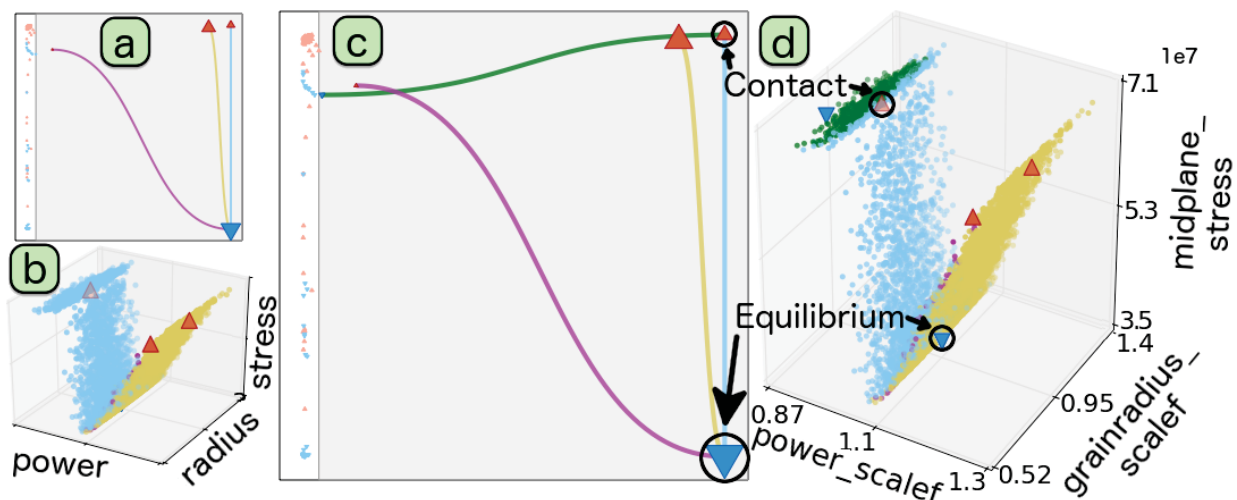 a
b
stress
radius
power
c
Contact
Equilibrium
d
1e7
7.1
5.3
3.5
midplane_
stress
1.4
0.95
0.52
grainradius_
scalef
0.87
1.1
1.3
power_scalef